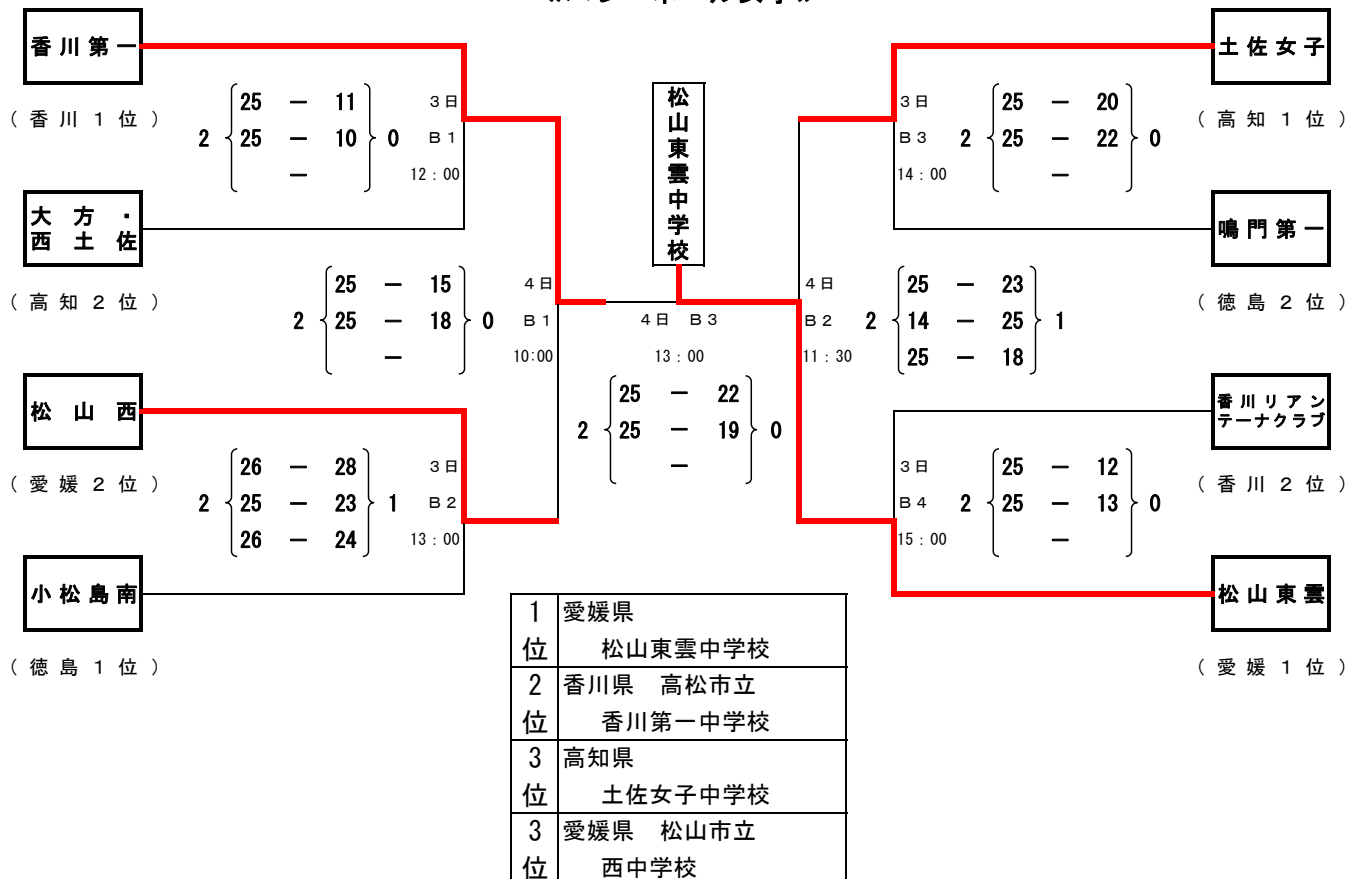 香川第一
(香川1位)
2 25 － 11 0
25 － 10
－
3日
B1
12：00
大方・
西土佐
(高知2位)
2 25 － 15 0
25 － 18
－
4日
B1
10:00
松山西
(愛媛2位)
2 26 － 28 1
25 － 23
26 － 24
3日
B2
13：00
小松島南
(徳島1位)
松山東雲中学校
4日 B3
13：00
2 25 － 22 0
25 － 19
－
土佐女子
(高知1位)
3日
B3
14：00
2 25 － 20 0
25 － 22
－
鳴門第一
(徳島2位)
4日
B2
11：30
2 25 － 23 1
14 － 25
25 － 18
香川リアン
テーナクラブ
(香川2位)
3日
B4
15：00
2 25 － 12 0
25 － 13
－
松山東雲
(愛媛1位)
1位 愛媛県
松山東雲中学校
2位 香川県 高松市立
香川第一中学校
3位 高知県
土佐女子中学校
3位 愛媛県 松山市立
西中学校